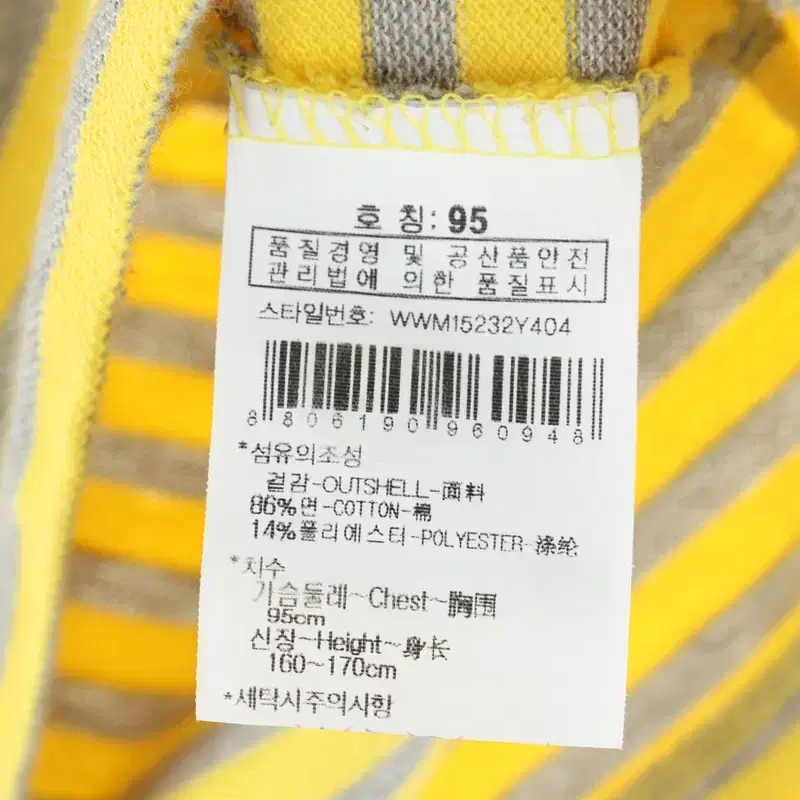 호 칭: 95
품질경영 및 공산품안전
관리법에 의한 품질표시
스타일번호: WWM15232Y404
8806190960948
*섬유의조성
겉감-OUTSHELL-面料
86%면-COTTON-棉
14%폴리에스터-POLYESTER-涤纶
*치수
가슴둘레~Chest~胸围
95cm
신장~Height~身长
160~170cm
*세탁시주의사항